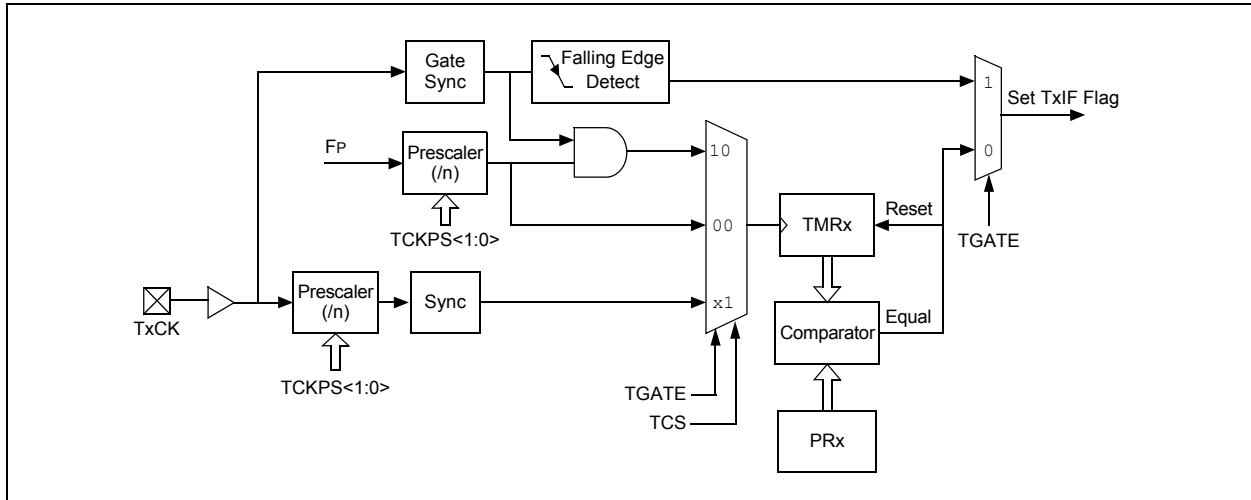 Gate
Sync
Falling Edge
Detect
1
Set TxIF Flag
FP
Prescaler
(/n)
10
0
TCKPS<1:0>
00
TMRx
Reset
TGATE
TxCK
Prescaler
(/n)
Sync
x1
Comparator
Equal
TCKPS<1:0>
TGATE
TCS
PRx